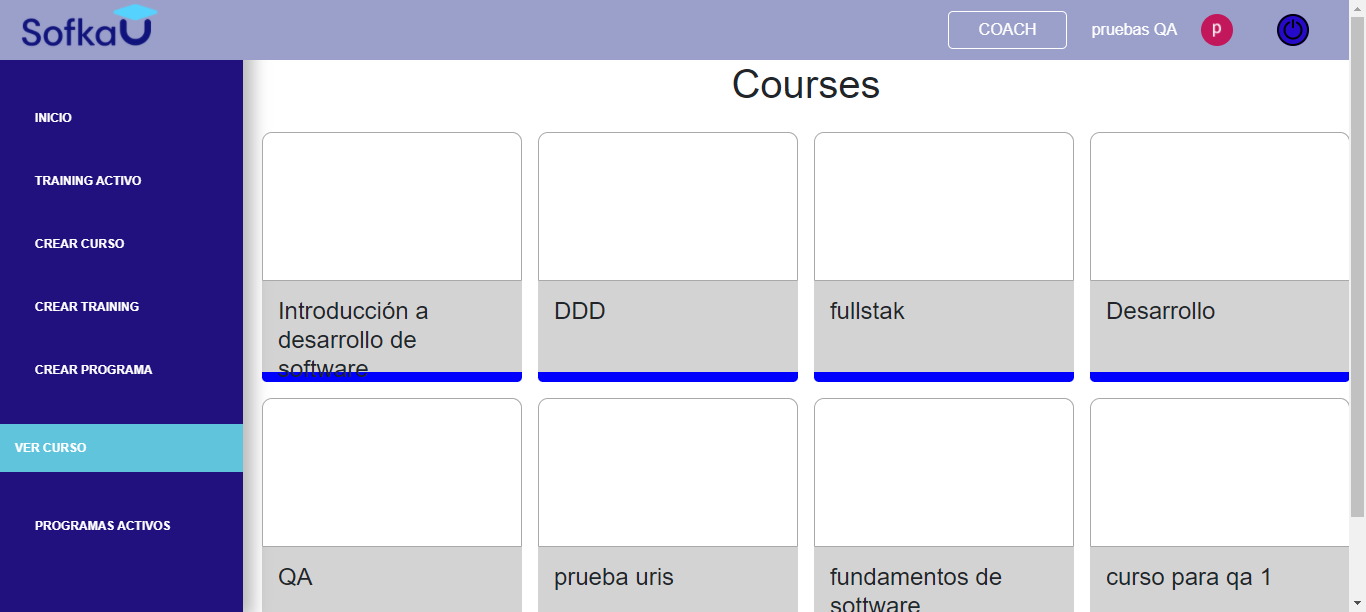 SofkaU
COACH
pruebas QA
p
INICIO
TRAINING ACTIVO
CREAR CURSO
CREAR TRAINING
CREAR PROGRAMA
VER CURSO
PROGRAMAS ACTIVOS
Courses
Introducción a
desarrollo de
software
DDD
fullstak
Desarrollo
QA
prueba uris
fundamentos de
sottware
curso para qa 1